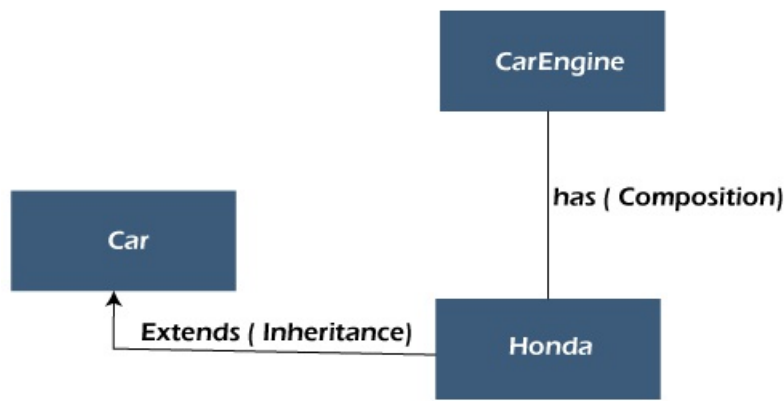 CarEngine
has ( Composition)
Car
Extends ( Inheritance)
Honda